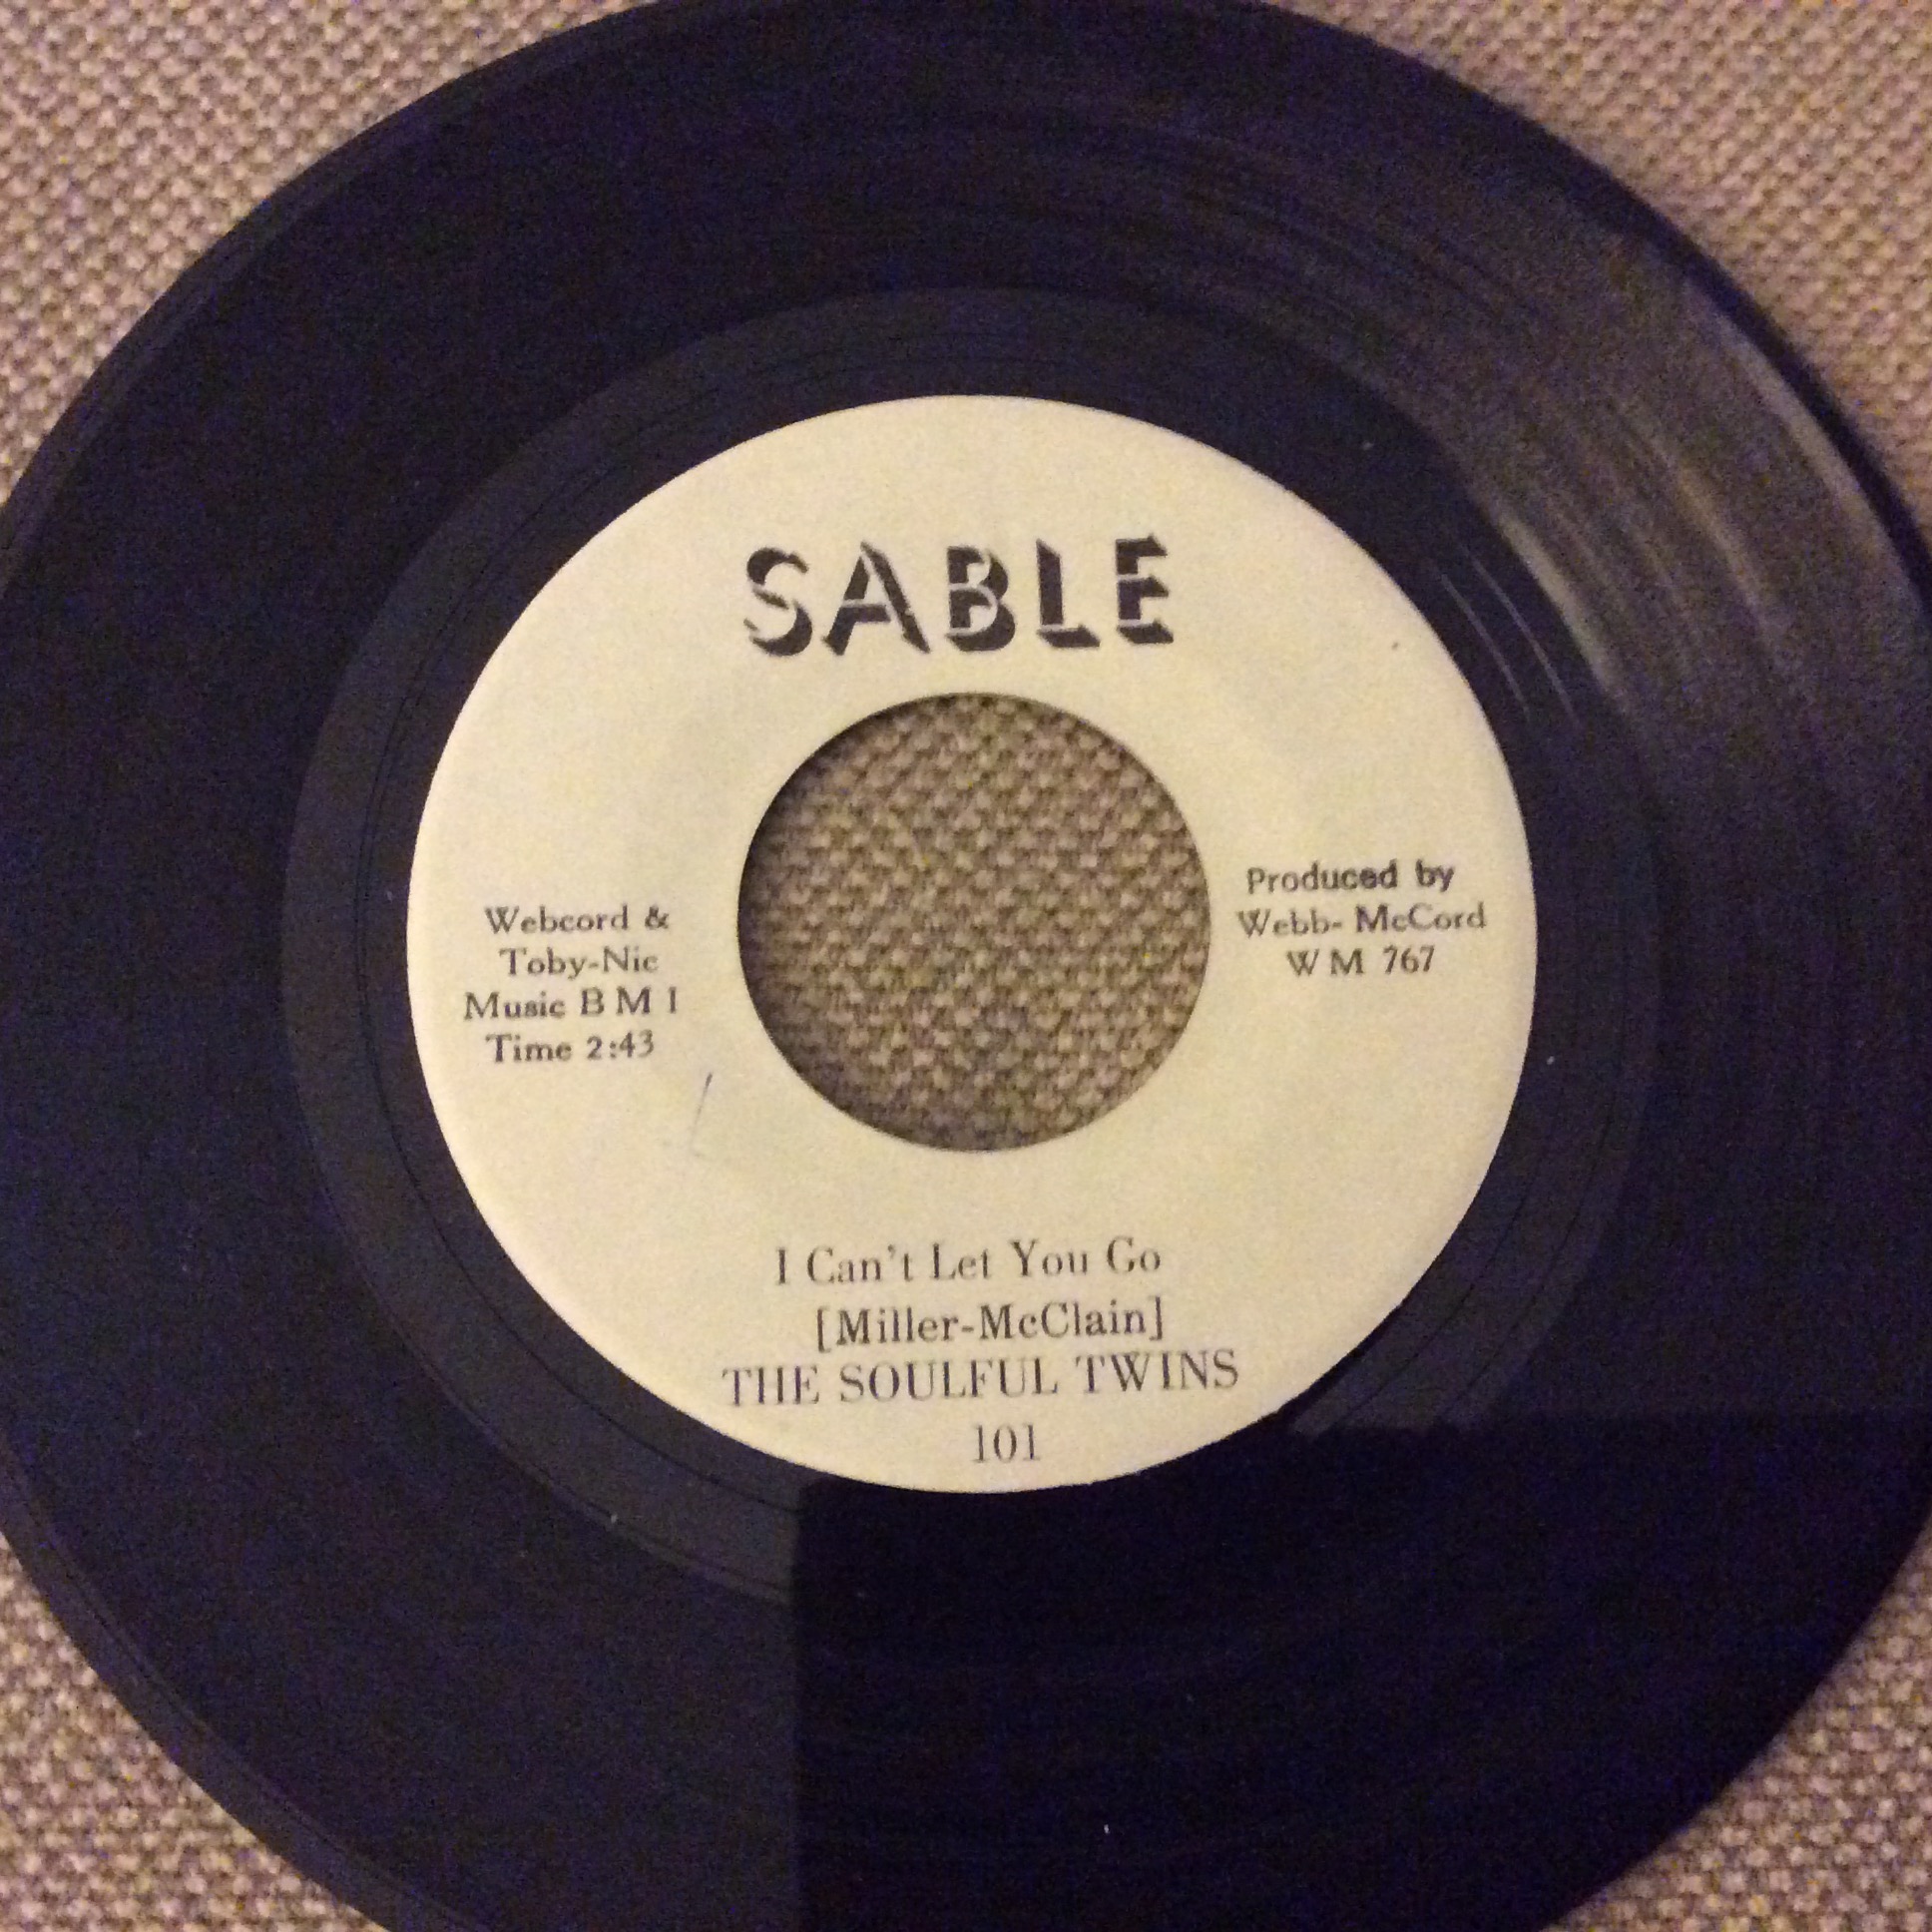 SABLE
Webcord &
Toby-Nic
Music B M I
Time 2:43
Produced by
Webb- McCord
W M 767
I Can't Let You Go
[Miller-McClain]
THE SOULFUL TWINS
101